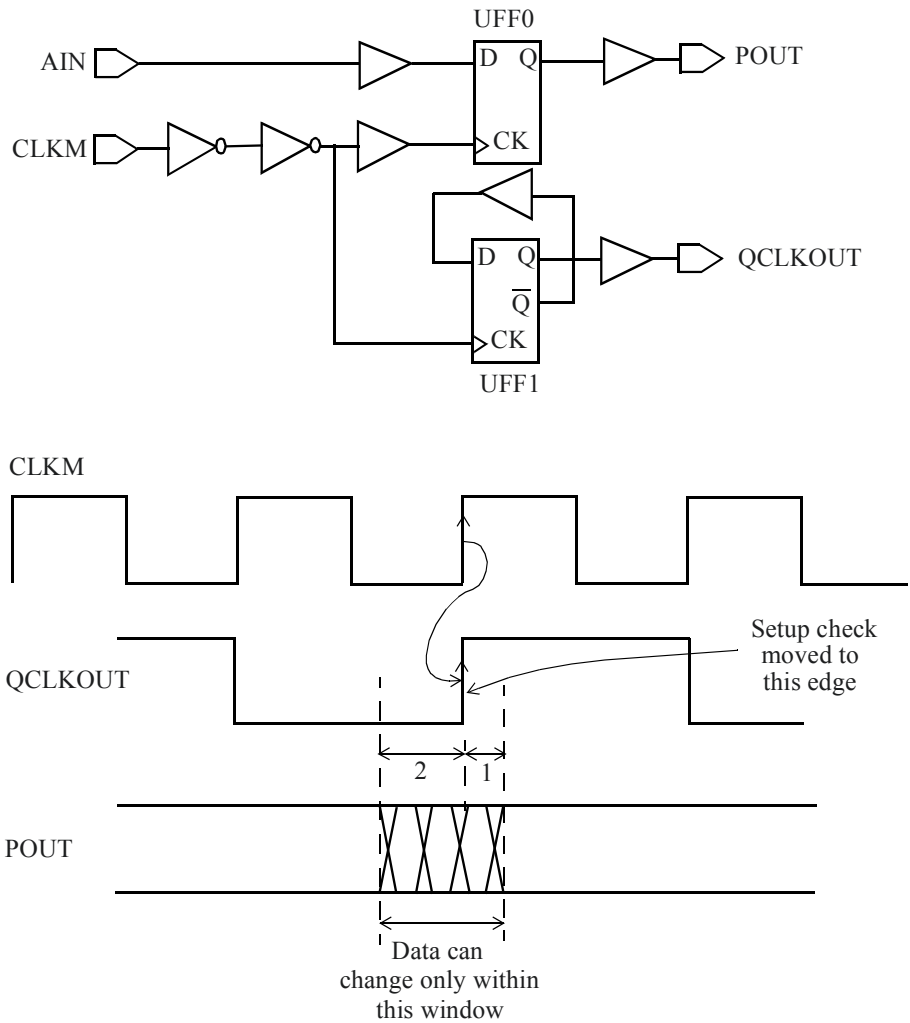 UFF0
AIN
D Q
POUT
CLKM
CK
D Q
QCLKOUT
Q
CK
UFF1
CLKM
Setup check
moved to
this edge
QCLKOUT
2 1
POUT
Data can
change only within
this window